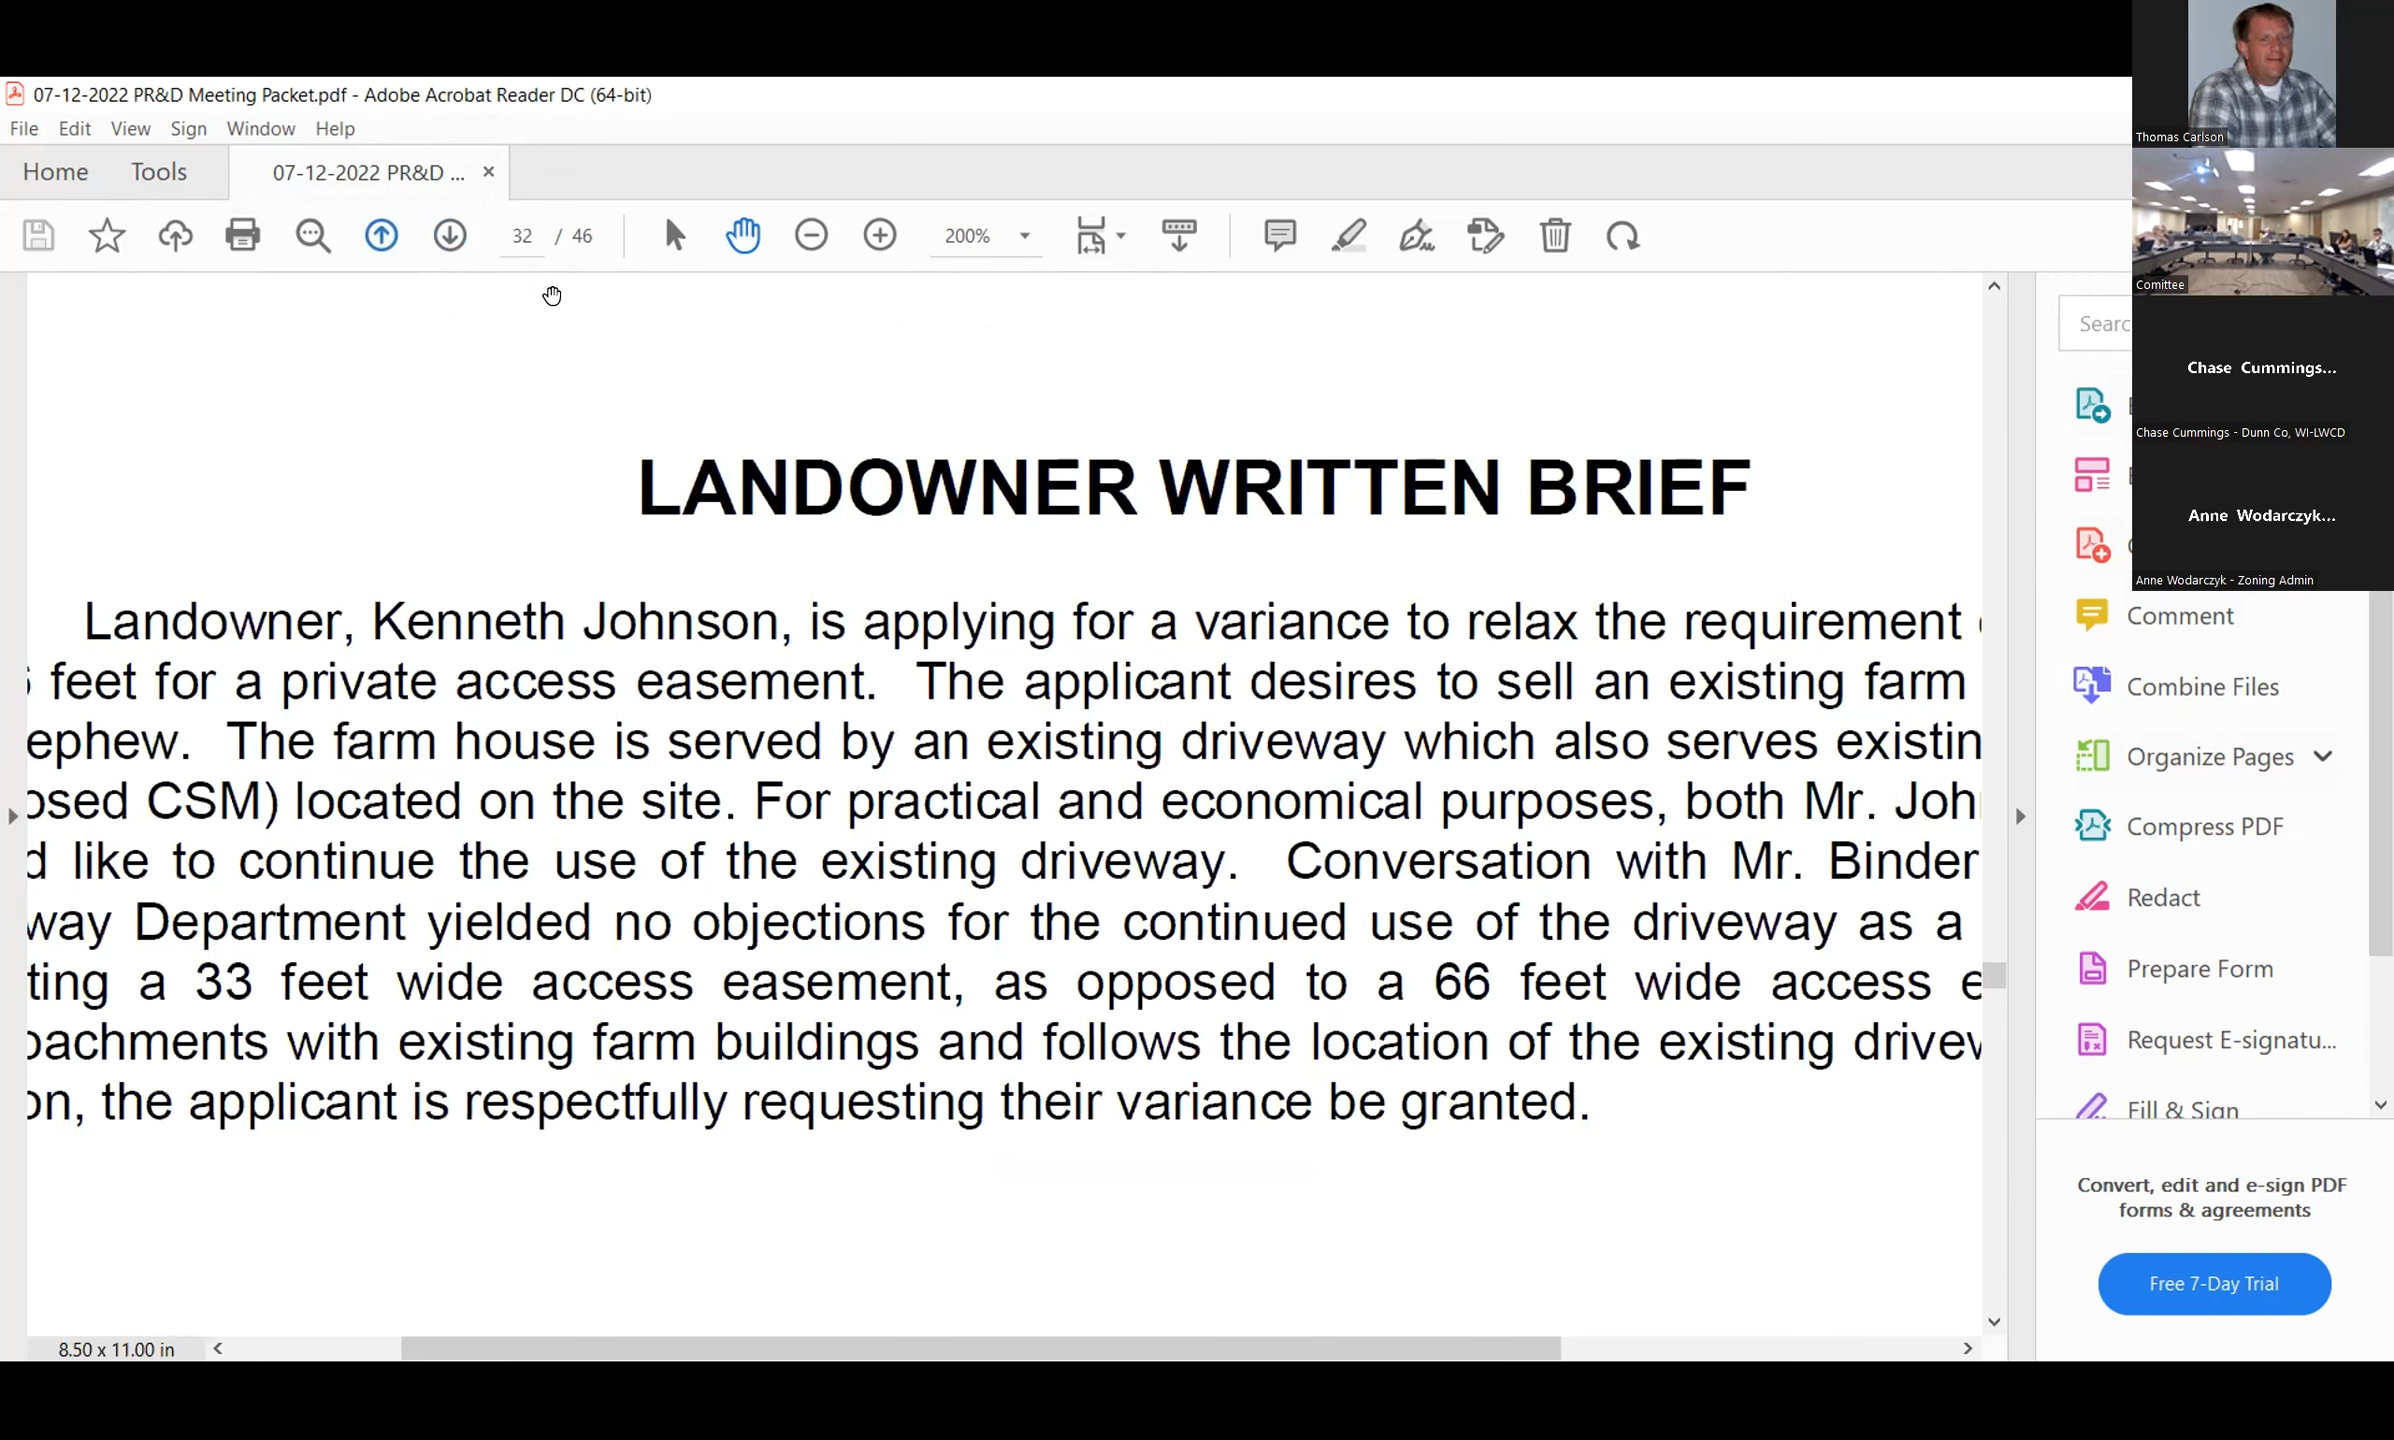 07-12-2022 PR&D Meeting Packet.pdf - Adobe Acrobat Reader DC (64-bit)
File Edit View Sign Window Help
Home Tools 07-12-2022 PR&D ...
32 / 46 200%
LANDOWNER WRITTEN BRIEF
Landowner, Kenneth Johnson, is applying for a variance to relax the requirement
feet for a private access easement. The applicant desires to sell an existing farm
ephew. The farm house is served by an existing driveway which also serves existin
osed CSM) located on the site. For practical and economical purposes, both Mr. Joh
d like to continue the use of the existing driveway. Conversation with Mr. Binder
way Department yielded no objections for the continued use of the driveway as a
ting a 33 feet wide access easement, as opposed to a 66 feet wide access e
oachments with existing farm buildings and follows the location of the existing drivew
on, the applicant is respectfully requesting their variance be granted.
8.50 x 11.00 in
Thomas Carlson
Comittee
Chase Cummings...
Chase Cummings - Dunn Co, WI-LWCD
Anne Wodarczyk...
Anne Wodarczyk - Zoning Admin
Searc
Comment
Combine Files
Organize Pages
Compress PDF
Redact
Prepare Form
Request E-signatu...
Fill & Sign
Convert, edit and e-sign PDF
forms & agreements
Free 7-Day Trial